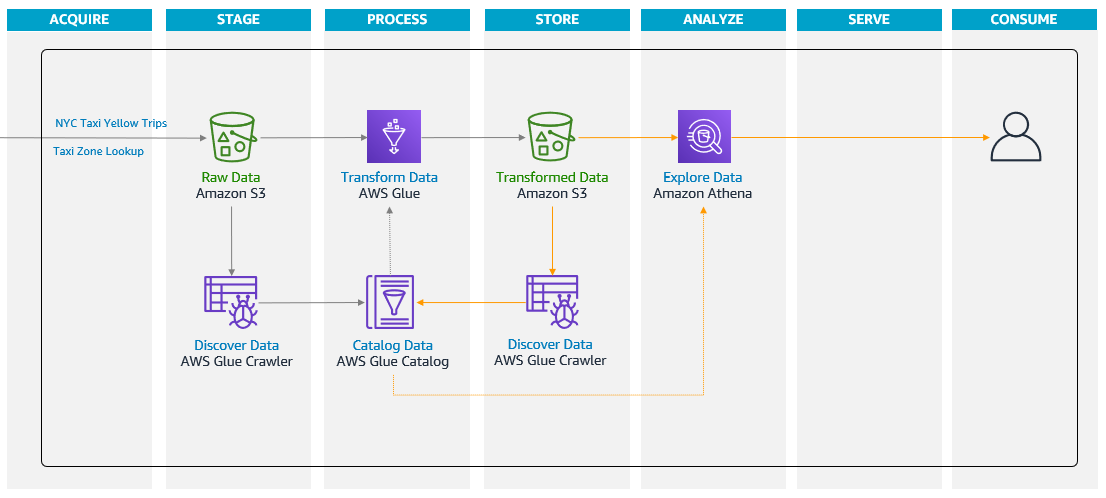 ACQUIRE
STAGE
PROCESS
STORE
ANALYZE
SERVE
CONSUME
NYC Taxi Yellow Trips
Taxi Zone Lookup
Raw Data
Amazon S3
Transform Data
AWS Glue
Transformed Data
Amazon S3
Explore Data
Amazon Athena
Discover Data
AWS Glue Crawler
Catalog Data
AWS Glue Catalog
Discover Data
AWS Glue Crawler